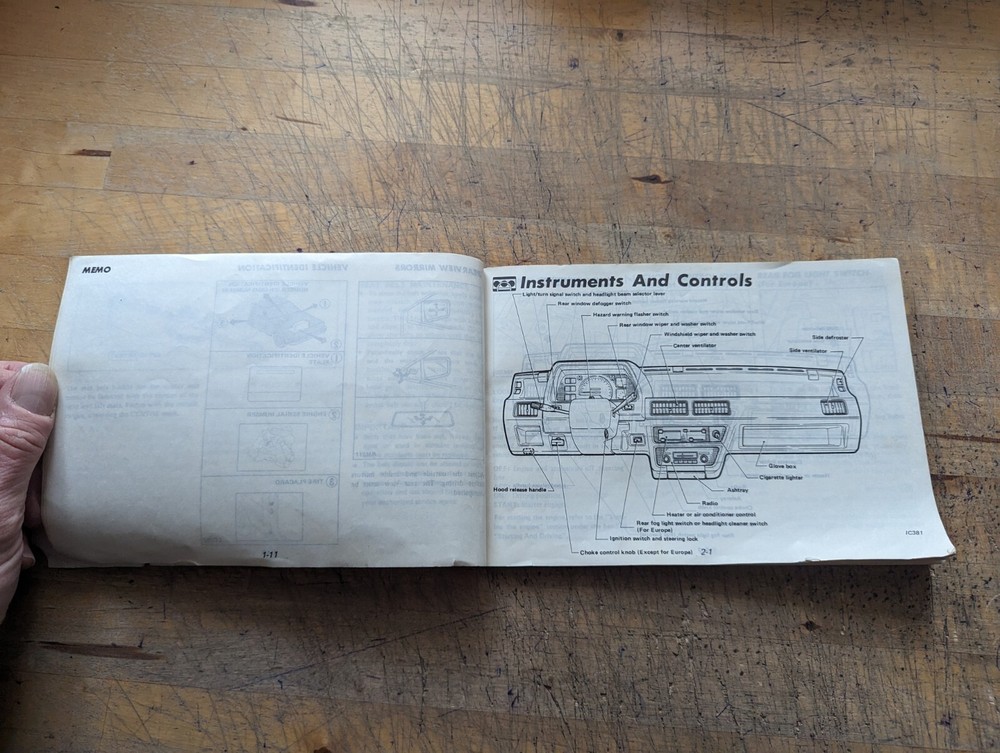 MEMO
1-11
Instruments And Controls
Light/turn signal switch and headlight beam selector lever
Rear window defogger switch
Hazard warning flasher switch
Rear window wiper and washer switch
Windshield wiper and washer switch
Center ventilator
Side defroster
Side ventilator
Glove box
Cigarette lighter
Ashtray
Hood release handle
Radio
Heater or air conditioner control
Rear fog light switch or headlight cleaner switch
(For Europe)
Ignition switch and steering lock
Choke control knob (Except for Europe)
2-1
IC381